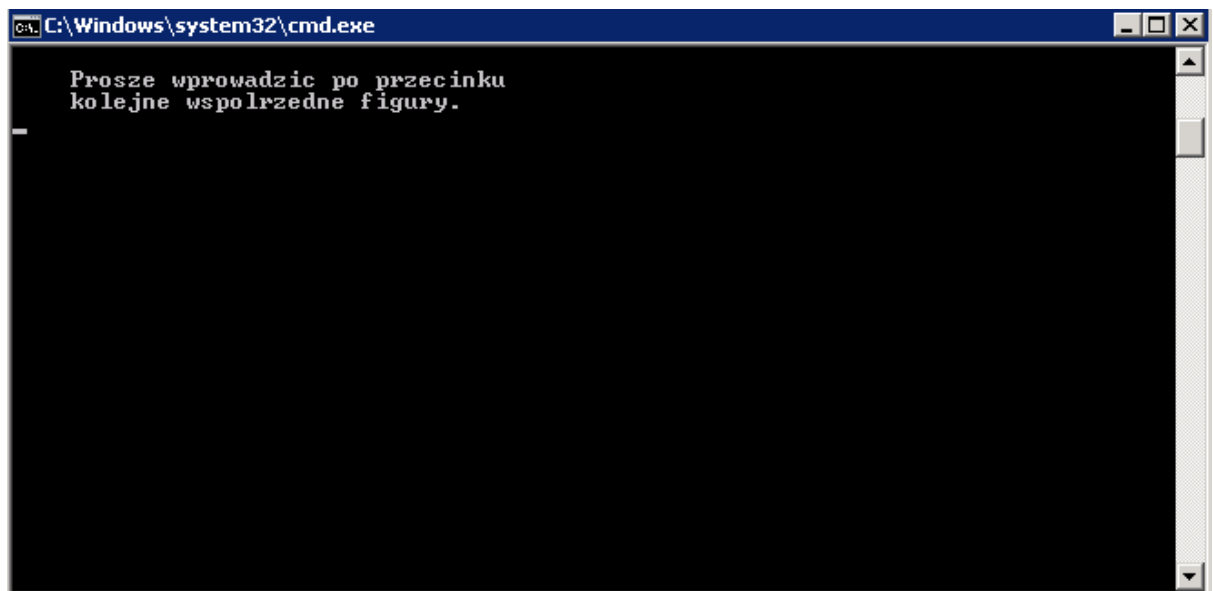 C:\Windows\system32\cmd.exe
Prosze wprowadzic po przecinku
kolejne wspolrzedne figury.